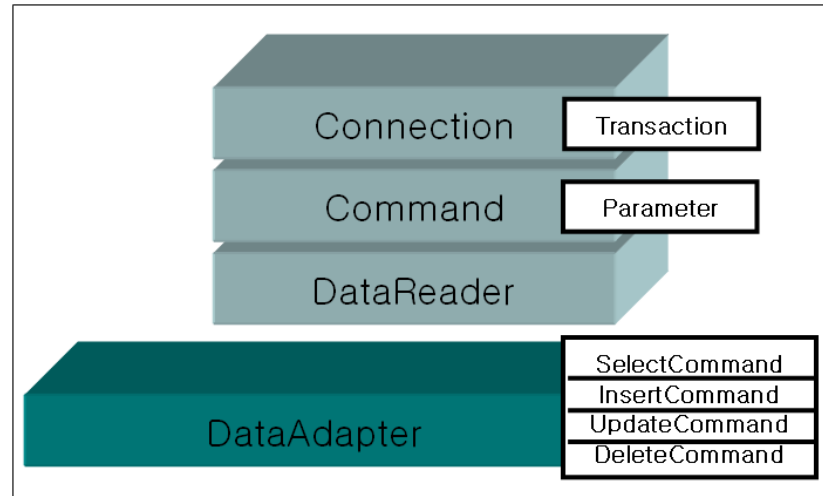 Connection
Transaction
Command
Parameter
DataReader
SelectCommand
InsertCommand
UpdateCommand
DataAdapter
DeleteCommand